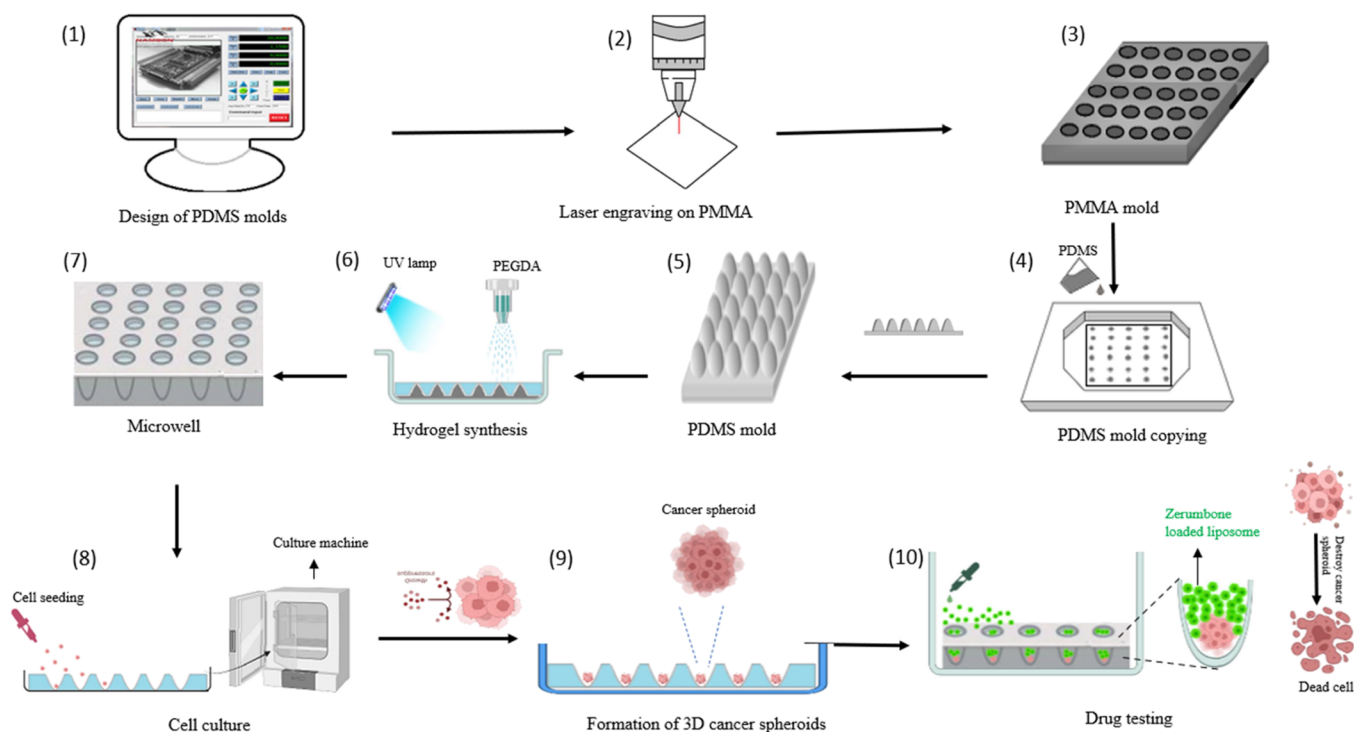 (1)
Design of PDMS molds
(2)
Laser engraving on PMMA
(3)
PMMA mold
(4)
PDMS
PDMS mold copying
(5)
PDMS mold
(6)
UV lamp
PEGDA
Hydrogel synthesis
(7)
Microwell
(8)
Cell seeding
Culture machine
Cell culture
(9)
Cancer spheroid
Formation of 3D cancer spheroids
(10)
Zerumbone
loaded liposome
Drug testing
Destroy cancer
spheroid
Dead cell